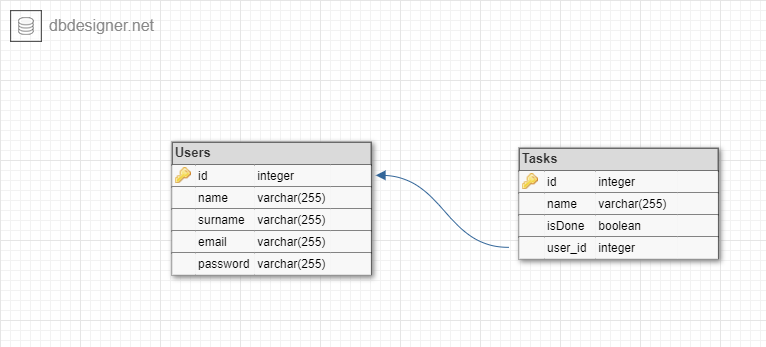 dbdesigner.net
Users
id integer
name varchar(255)
surname varchar(255)
email varchar(255)
password varchar(255)
Tasks
id integer
name varchar(255)
isDone boolean
user_id integer